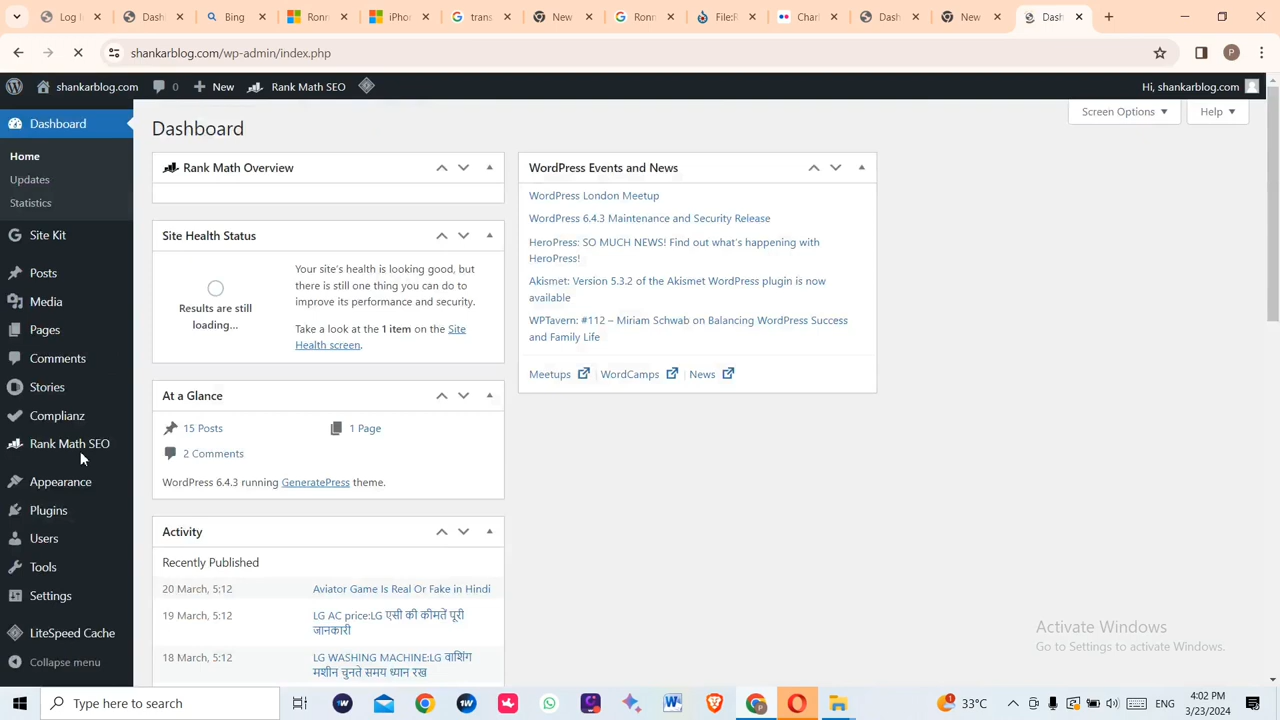 Log I
Dash
Bing
Ronn
iPhon
trans
New
Ronn
File:R
Charl
Dash
New
Dash
shankarblog.com/wp-admin/index.php
P
shankarblog.com
0
New
Rank Math SEO
Hi, shankarblog.com
Dashboard
Home
Updates
Statistics
Site Kit
Posts
Media
Pages
Comments
Stories
Complianz
Rank Math SEO
Appearance
Plugins
Users
Tools
Settings
LiteSpeed Cache
Collapse menu
Screen Options
Help
Dashboard
Rank Math Overview
Site Health Status
Results are still
loading...
Your site's health is looking good, but
there is still one thing you can do to
improve its performance and security.
Take a look at the 1 item on the Site
Health screen.
At a Glance
15 Posts
1 Page
2 Comments
WordPress 6.4.3 running GeneratePress theme.
Activity
Recently Published
20 March, 5:12
Aviator Game Is Real Or Fake in Hindi
19 March, 5:12
LG AC price:LG एसी की कीमतें पूरी
जानकारी
18 March, 5:12
LG WASHING MACHINE:LG वाशिंग
मशीन चुनते समय ध्यान रख
WordPress Events and News
WordPress London Meetup
WordPress 6.4.3 Maintenance and Security Release
HeroPress: SO MUCH NEWS! Find out what's happening with
HeroPress!
Akismet: Version 5.3.2 of the Akismet WordPress plugin is now
available
WPTavern: #112 – Miriam Schwab on Balancing WordPress Success
and Family Life
Meetups
WordCamps
News
Activate Windows
Go to Settings to activate Windows.
Type here to search
33°C
ENG
4:02 PM
3/23/2024